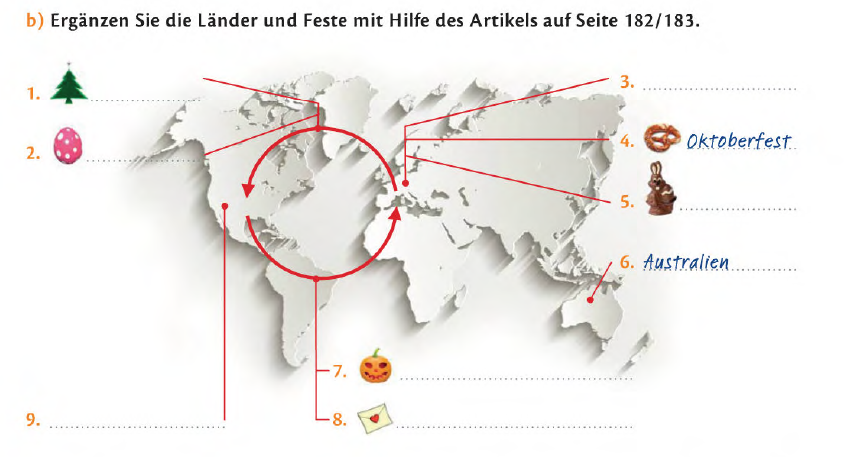 b) Ergänzen Sie die Länder und Feste mit Hilfe des Artikels auf Seite 182/183.
1.
2.
3.
4. Oktoberfest
5.
6. Australien
7.
8.
9.